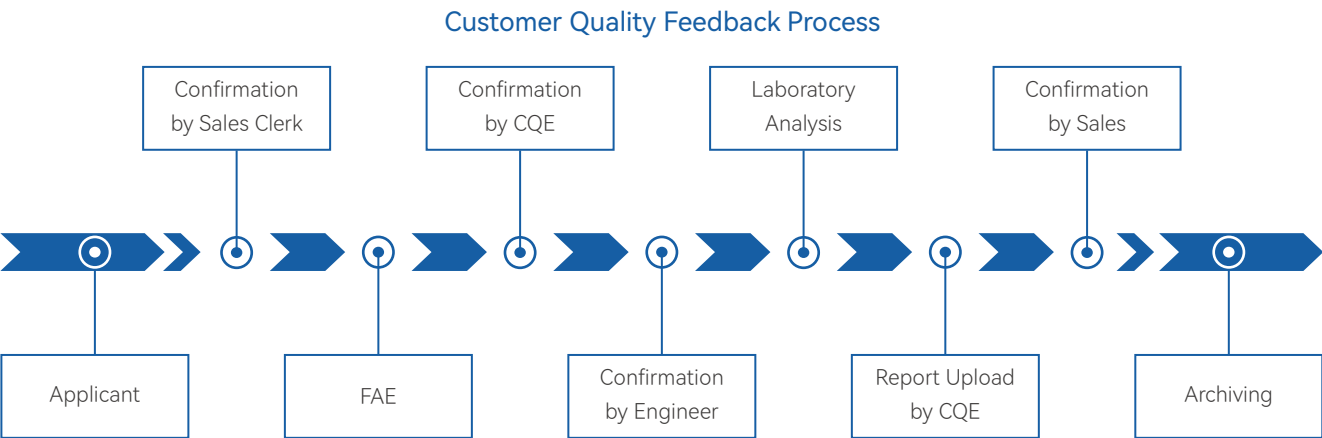 Customer Quality Feedback Process
Confirmation
by Sales Clerk
Confirmation
by CQE
Laboratory
Analysis
Confirmation
by Sales
Applicant
FAE
Confirmation
by Engineer
Report Upload
by CQE
Archiving